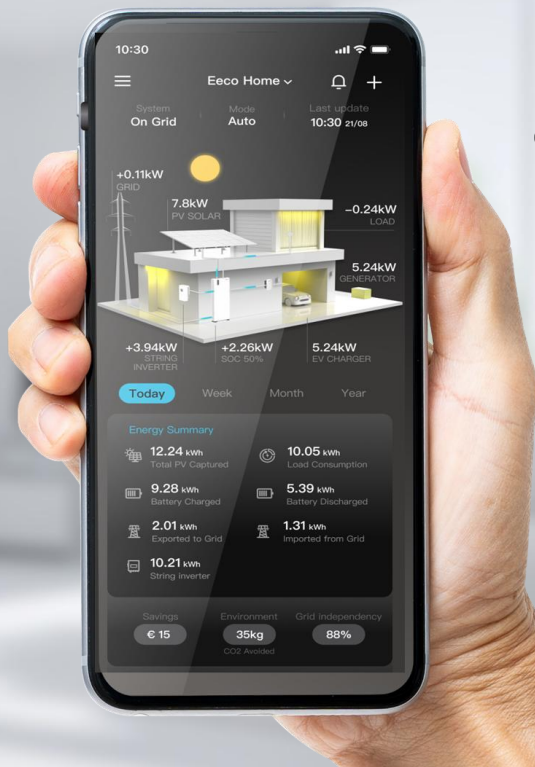 10:30
Eeco Home
System
On Grid
Mode
Auto
Last update
10:30 21/08
+0.11kW
GRID
7.8kW
PV SOLAR
−0.24kW
LOAD
5.24kW
GENERATOR
+3.94kW
STRING
INVERTER
+2.26kW
SOC 50%
5.24kW
EV CHARGER
Today
Week
Month
Year
Energy Summary
12.24 kWh
Total PV Captured
10.05 kWh
Load Consumption
9.28 kWh
Battery Charged
5.39 kWh
Battery Discharged
2.01 kWh
Exported to Grid
1.31 kWh
Imported from Grid
10.21 kWh
String inverter
Savings
€ 15
Environment
35kg
CO2 Avolded
Grid independency
88%